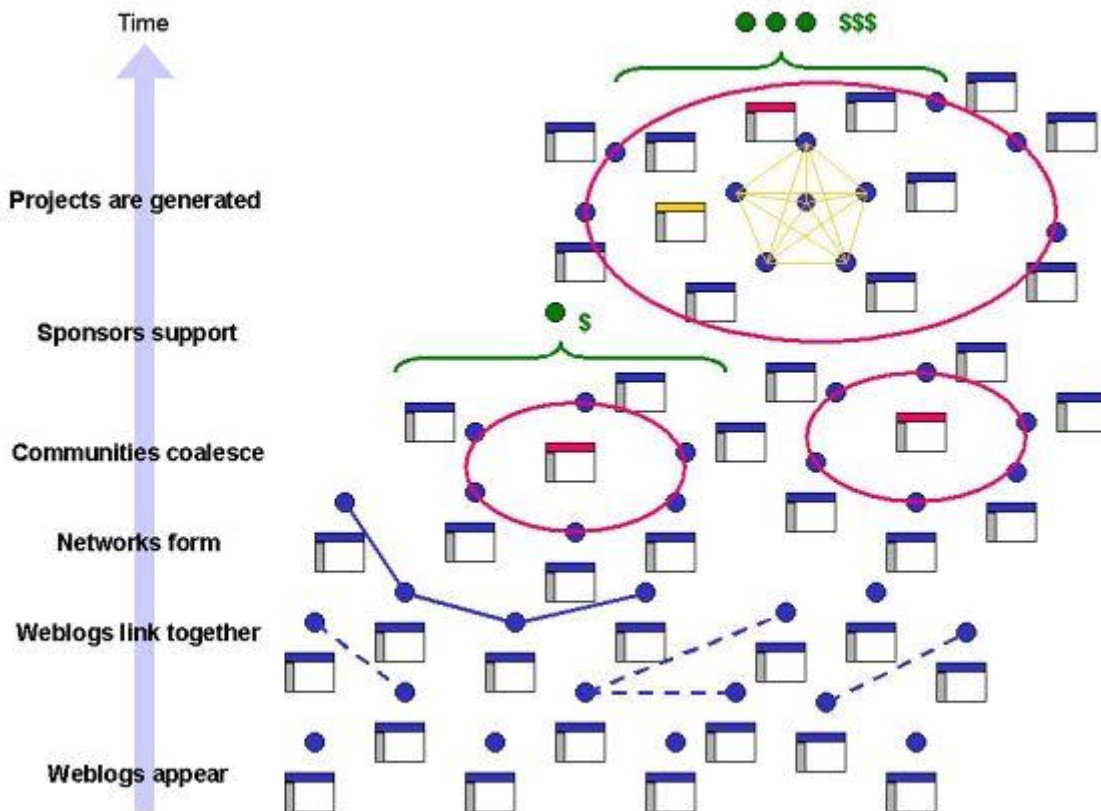 Time
$$$
Projects are generated
Sponsors support
$
Communities coalesce
Networks form
Weblogs link together
Weblogs appear